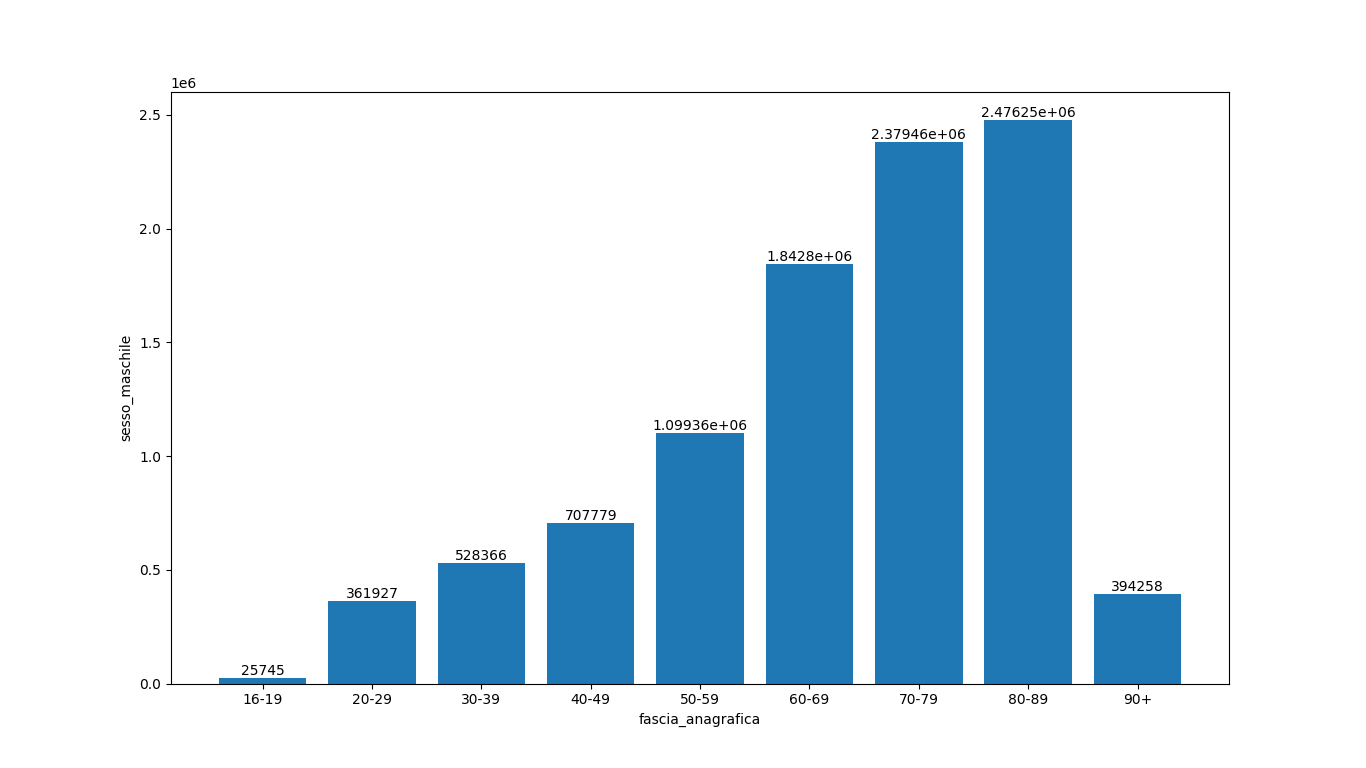 1e6
2.5
2.0
1.5
1.0
0.5
0.0
sesso_maschile
25745
361927
528366
707779
1.09936e+06
1.8428e+06
2.37946e+06
2.47625e+06
394258
16-19 20-29 30-39 40-49 50-59 60-69 70-79 80-89 90+
fascia_anagrafica